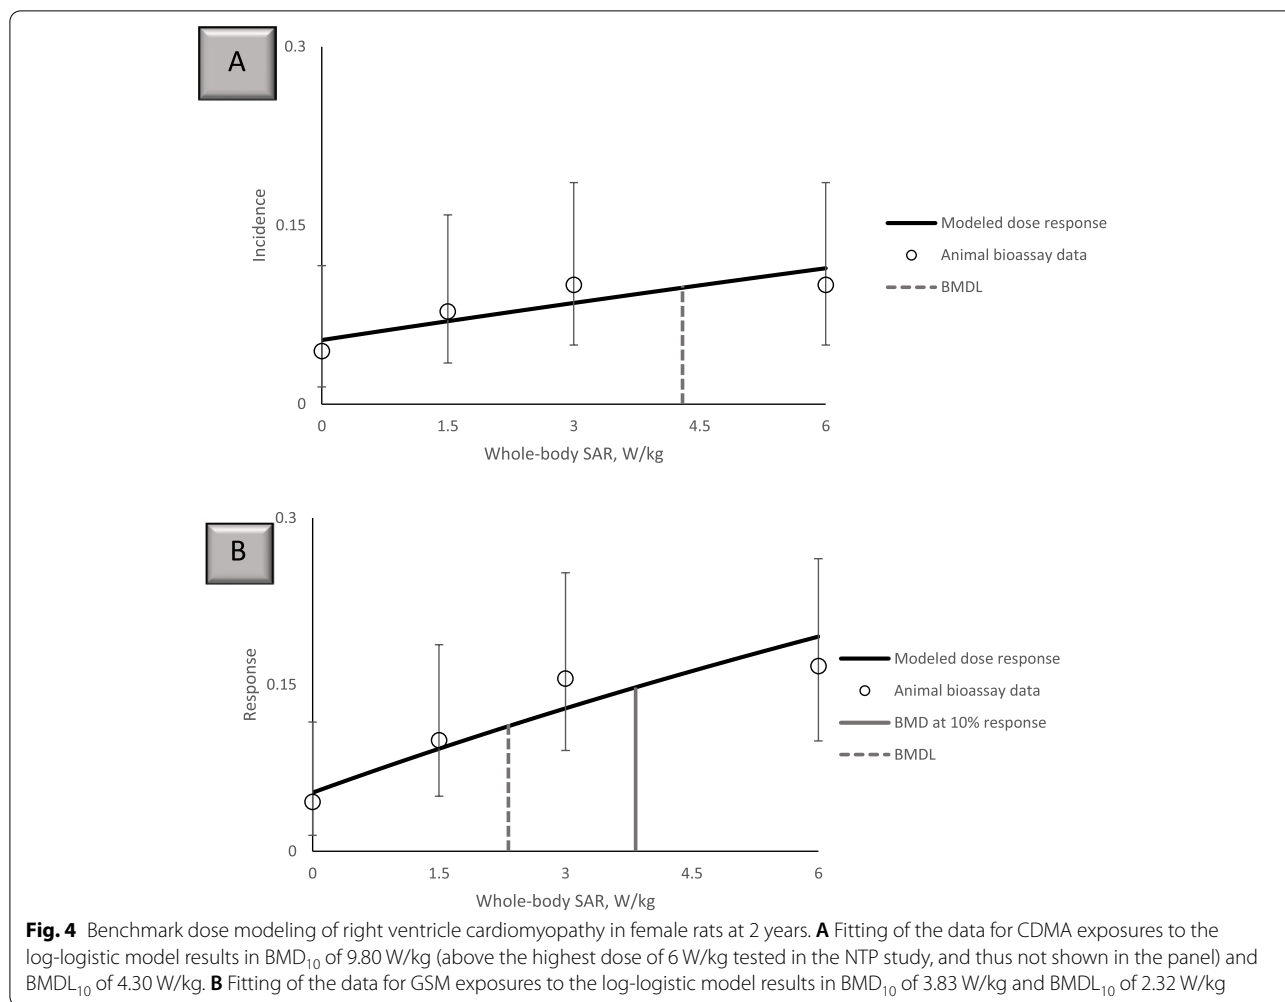 A
0.3
Incidence
0.15
0
0 1.5 3 4.5 6
Whole-body SAR, W/kg
Modeled dose response
Animal bioassay data
BMDL
B
0.3
Response
0.15
0
0 1.5 3 4.5 6
Whole-body SAR, W/kg
Modeled dose response
Animal bioassay data
BMD at 10% response
BMDL
Fig. 4 Benchmark dose modeling of right ventricle cardiomyopathy in female rats at 2 years. A Fitting of the data for CDMA exposures to the
log-logistic model results in BMD10 of 9.80 W/kg (above the highest dose of 6 W/kg tested in the NTP study, and thus not shown in the panel) and
BMDL10 of 4.30 W/kg. B Fitting of the data for GSM exposures to the log-logistic model results in BMD10 of 3.83 W/kg and BMDL10 of 2.32 W/kg